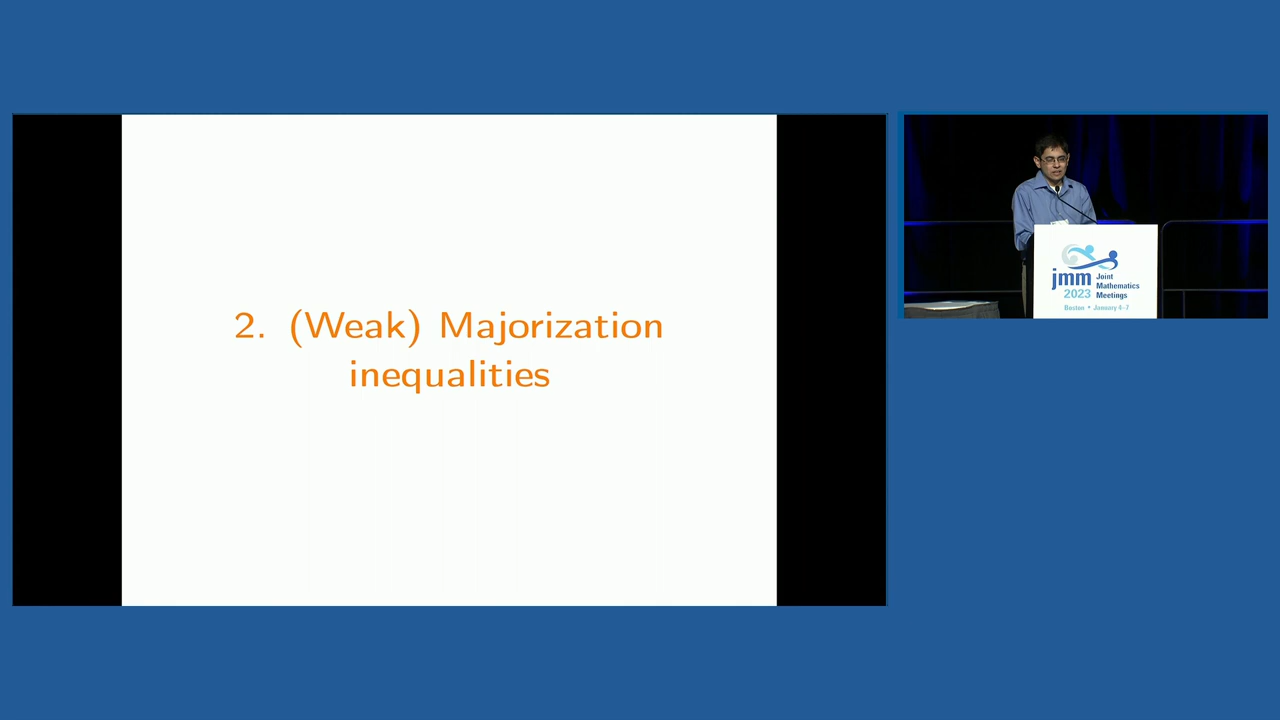 2. (Weak) Majorization
inequalities
jmm Joint
Mathematics
2023 Meetings
Boston • January 4-7